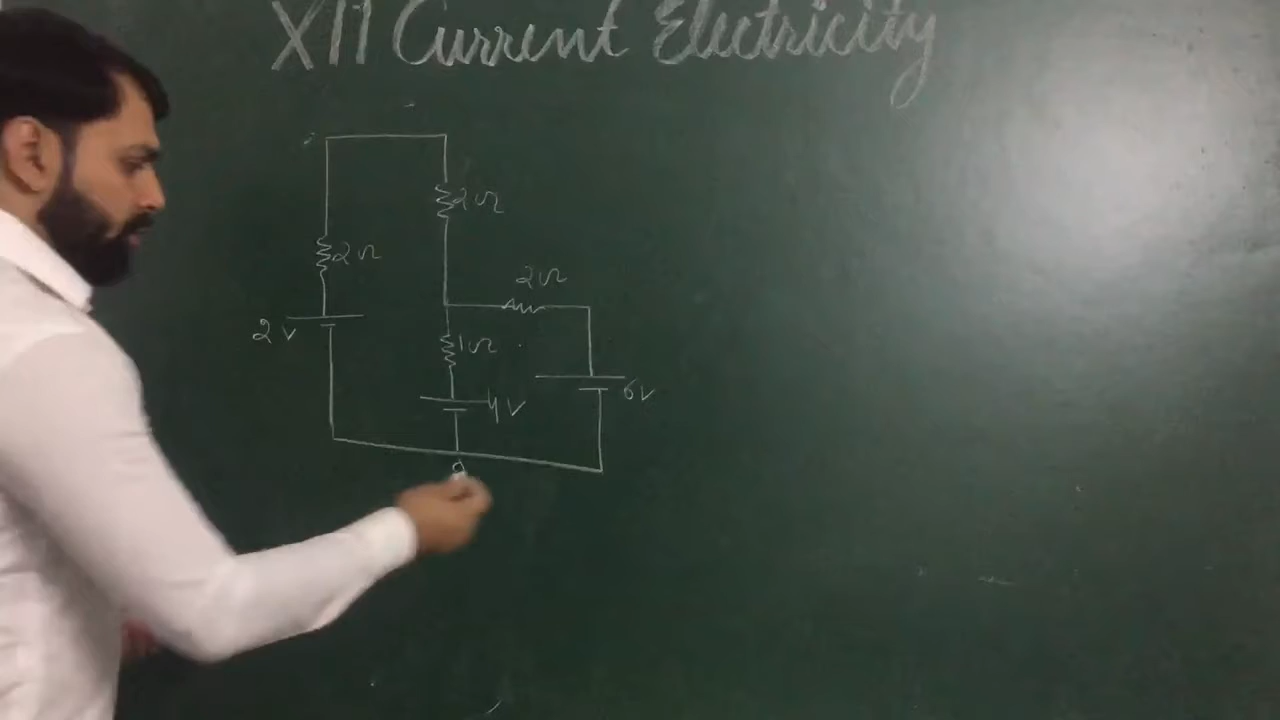 XII Current Electricity
2Ω
2Ω
2Ω
2V
1Ω
4V
6V